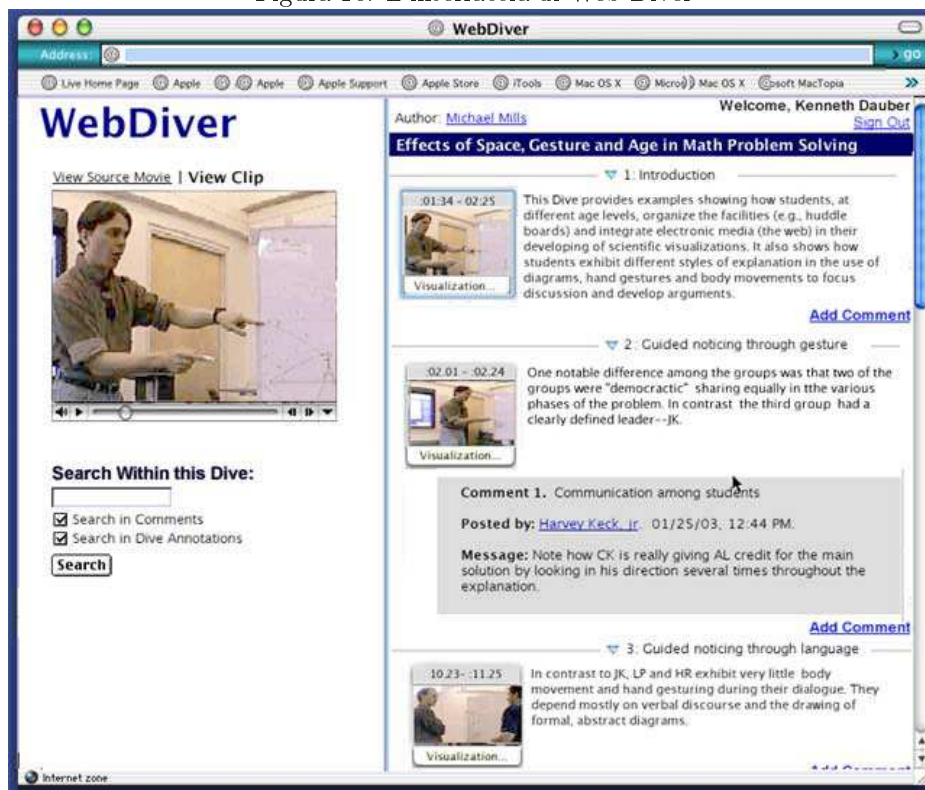 Figura 10: L'interfaccia di Web Diver
WebDiver
Address:
> go
Live Home Page
Apple
Apple
Apple Support
Apple Store
iTools
Mac OS X
Mac OS X
MacTopia
WebDiver
View Source Movie | View Clip
Search Within this Dive:
Search in Comments
Search in Dive Annotations
Search
Welcome, Kenneth Dauber
Author: Michael Mills
Sign Out
Effects of Space, Gesture and Age in Math Problem Solving
1: Introduction
:01:34 - 02:25
Visualization...
This Dive provides examples showing how students, at
different age levels, organize the facilities (e.g., huddle
boards) and integrate electronic media (the web) in their
developing of scientific visualizations. It also shows how
students exhibit different styles of explanation in the use of
diagrams, hand gestures and body movements to focus
discussion and develop arguments.
Add Comment
2: Guided noticing through gesture
:02.01 - :02.24
Visualization...
One notable difference among the groups was that two of the
groups were "democractic" sharing equally in tthe various
phases of the problem. In contrast the third group had a
clearly defined leader--JK.
Comment 1. Communication among students
Posted by: Harvey Keck, jr. 01/25/03, 12:44 PM.
Message: Note how CK is really giving AL credit for the main
solution by looking in his direction several times throughout the
explanation.
Add Comment
3: Guided noticing through language
10.23- :11.25
Visualization...
In contrast to JK, LP and HR exhibit very little body
movement and hand gesturing during their dialogue. They
depend mostly on verbal discourse and the drawing of
formal, abstract diagrams.
Internet zone